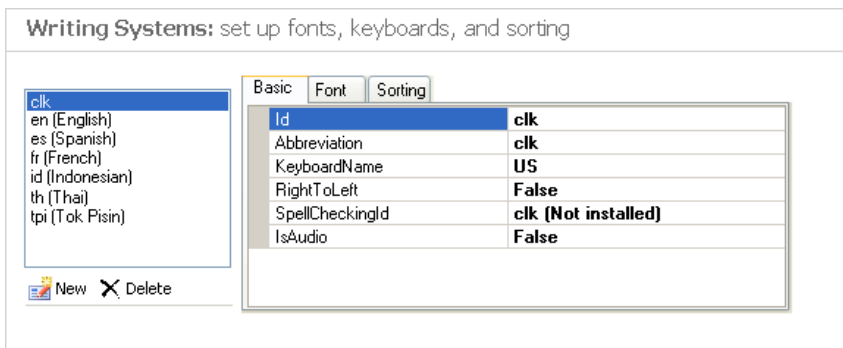 Writing Systems: set up fonts, keyboards, and sorting
Basic Font Sorting
clk
en (English)
es (Spanish)
fr (French)
id (Indonesian)
th (Thai)
tpi (Tok Pisin)
Id clk
Abbreviation clk
KeyboardName US
RightToLeft False
SpellCheckingId clk (Not installed)
IsAudio False
New Delete